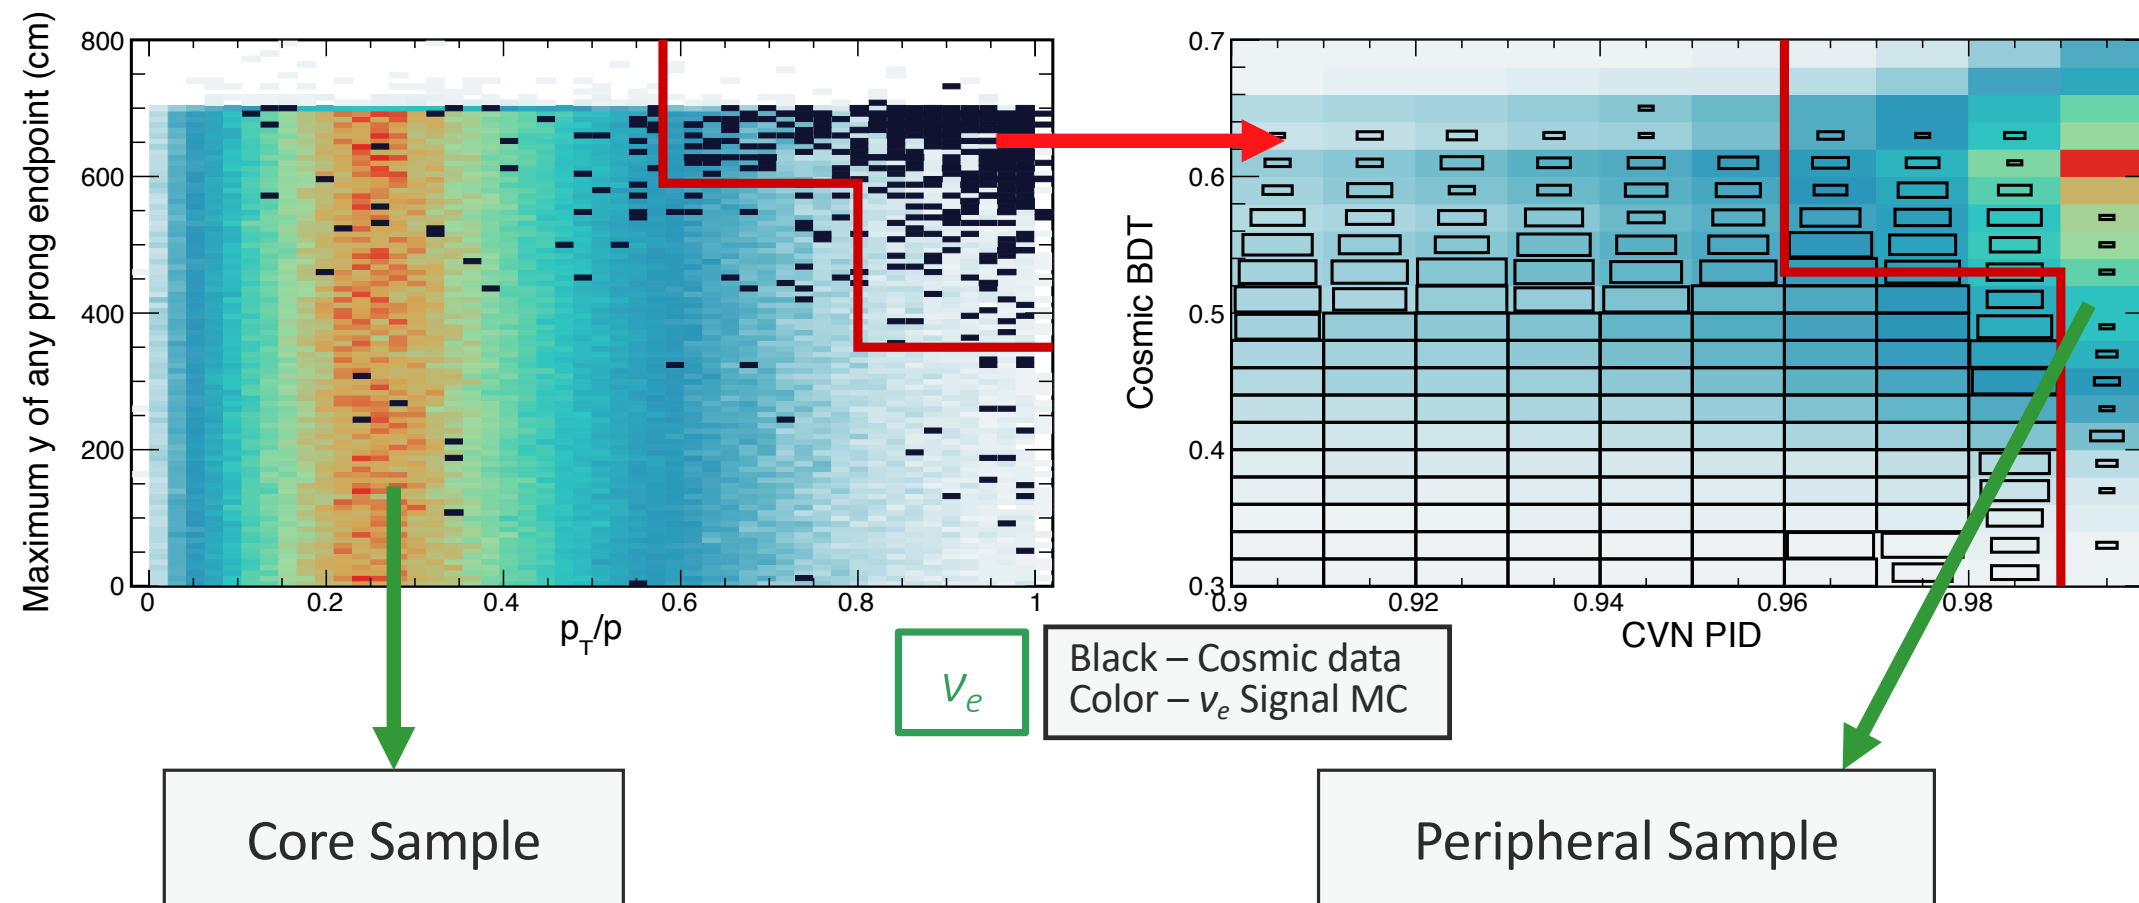 Maximum y of any prong endpoint (cm)
800
600
400
200
0
0
0.2
0.4
0.6
0.8
1
p_T/p
Cosmic BDT
0.7
0.6
0.5
0.4
0.3
0.9
0.92
0.94
0.96
0.98
CVN PID
ν_e
Black – Cosmic data
Color – ν_e Signal MC
Core Sample
Peripheral Sample